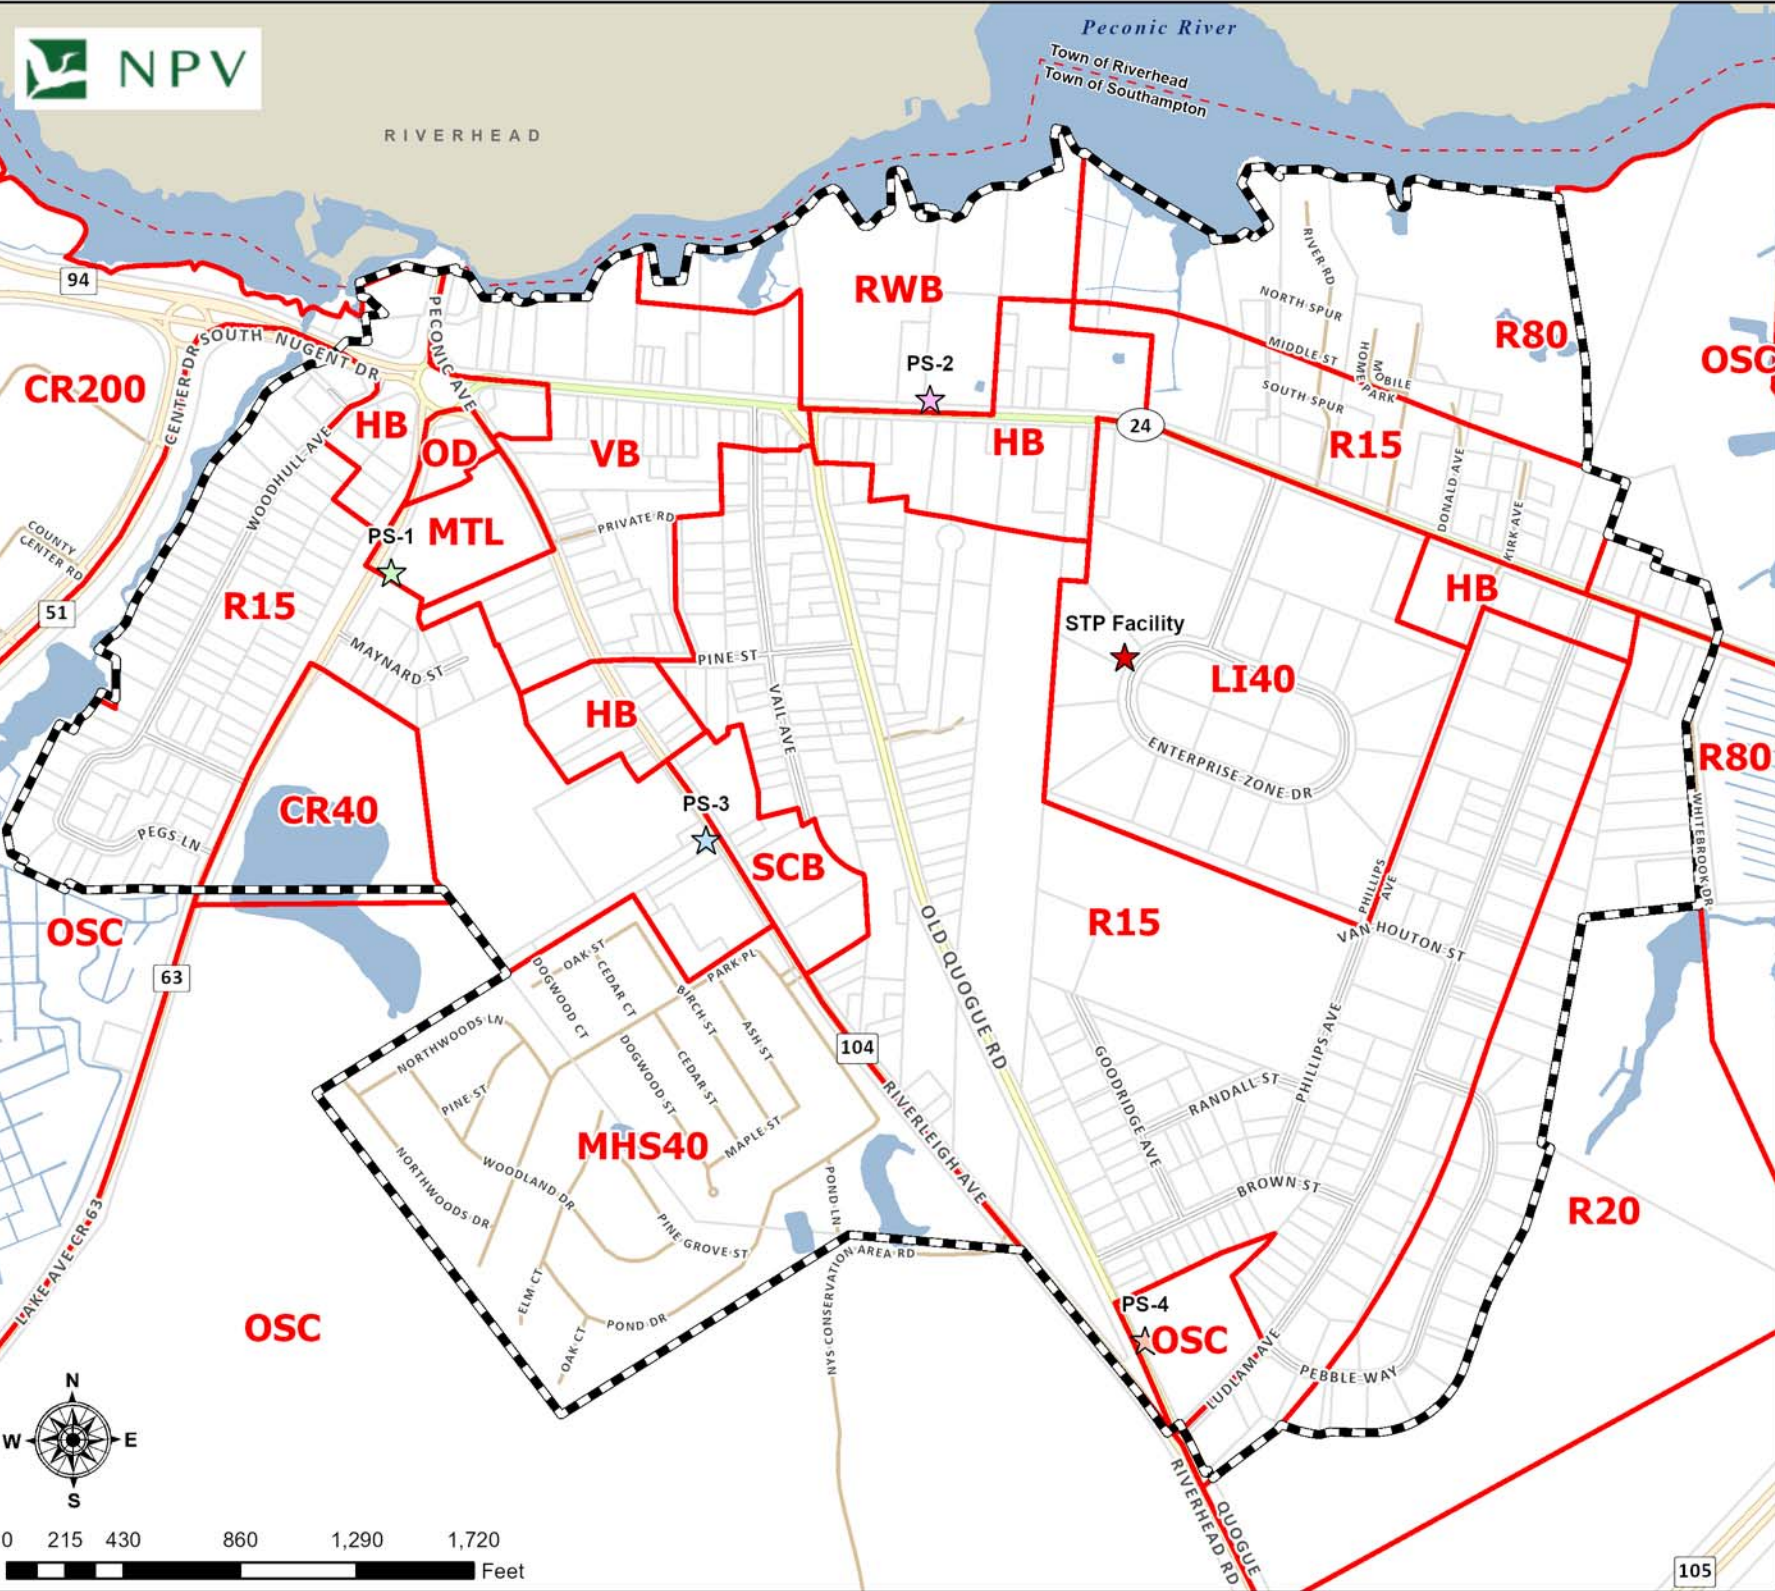 Peconic River
Town of Riverhead
Town of Southampton
NPV
RIVERHEAD
94
SOUTH NUGENT DR
PECONIC AVE
RWB
RIVER RD
NORTH SPUR
MIDDLE ST
MOBILE
HOME PARK
SOUTH SPUR
R80
OSC
CR200
CENTER DR
PS-2
HB
OD
VB
HB
24
R15
WOODHULL AVE
DONALD AVE
KIRK AVE
COUNTY
CENTER RD
PS-1
MTL
PRIVATE RD
51
R15
MAYNARD ST
PINE ST
HB
STP Facility
LI40
HB
VAIL AVE
ENTERPRISE ZONE DR
R80
WHITEBROOK DR
CR40
PEGS LN
PS-3
SCB
PHILLIPS
AVE
OSC
R15
VAN HOUTON ST
OLD QUOGUE RD
63
OAK ST
DOGWOOD CT
CEDAR CT
PARK PL
BIRCH ST
ASH ST
NORTHWOODS LN
DOGWOOD ST
CEDAR ST
104
PINE ST
MAPLE ST
RIVERLEIGH AVE
GOODRIDGE AVE
RANDALL ST
PHILLIPS AVE
MHS40
NORTHWOODS DR
WOODLAND DR
POND LN
BROWN ST
R20
PINE GROVE ST
NYS CONSERVATION AREA RD
LAKE AVE CR 63
ELM CT
POND DR
OAK CT
OSC
PS-4
OSC
LUDLAM AVE
PEBBLE WAY
N
W E
S
RIVERHEAD RD
QUOGUE
0 215 430 860 1,290 1,720
Feet
105